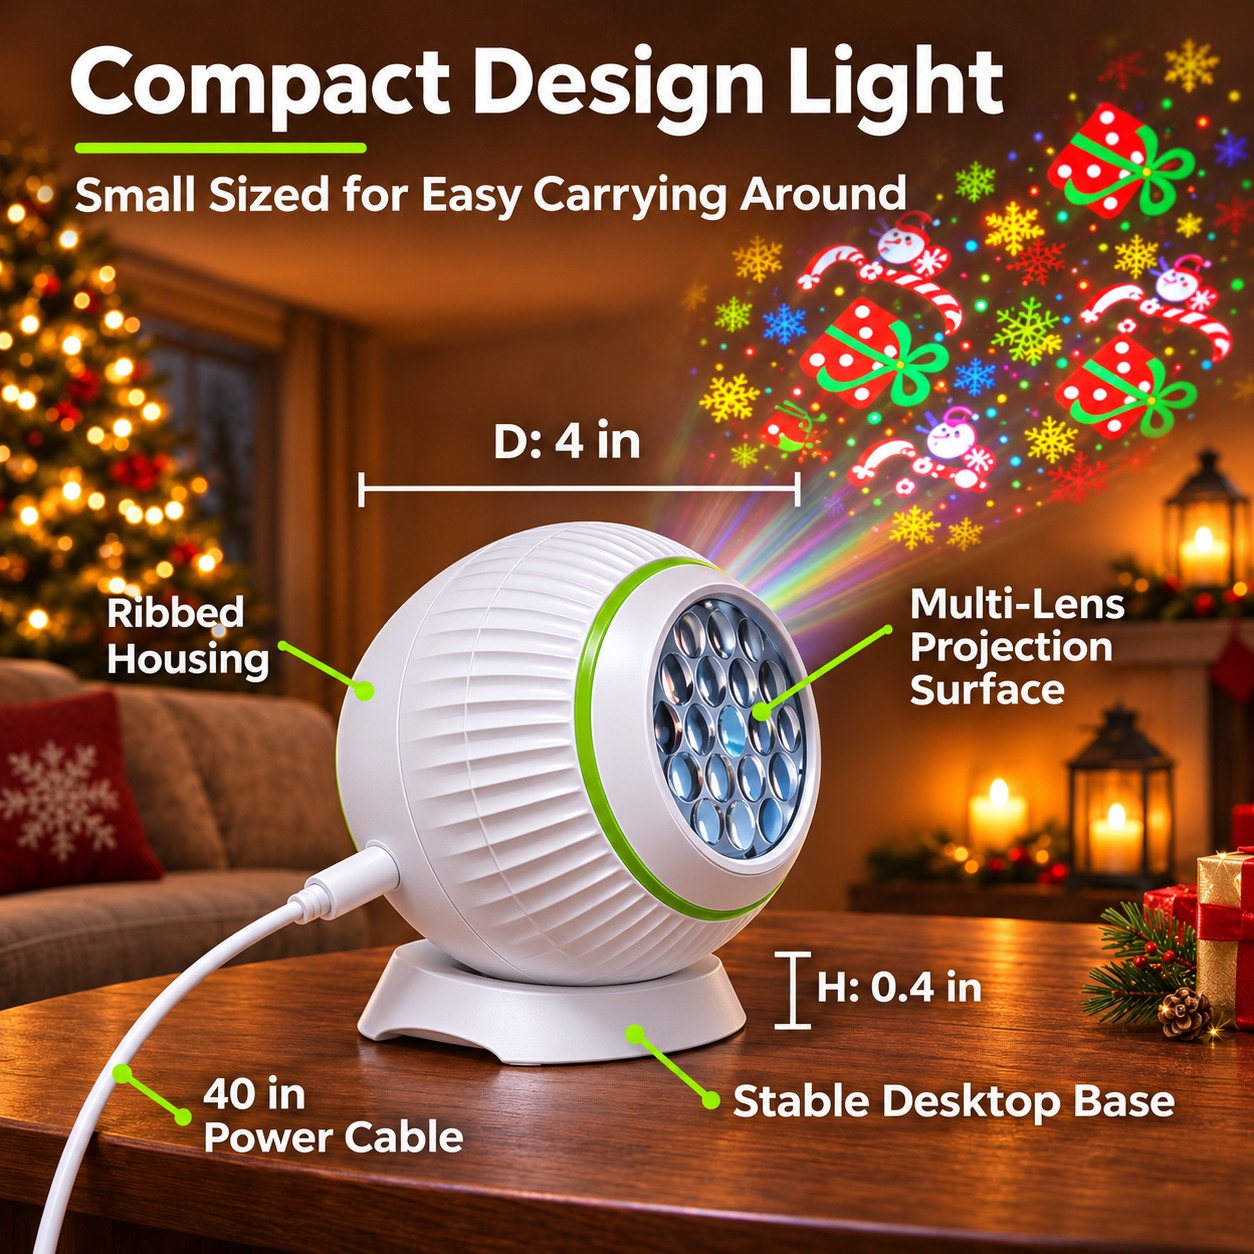 Compact Design Light
Small Sized for Easy Carrying Around
D: 4 in
Ribbed
Housing
Multi-Lens
Projection
Surface
H: 0.4 in
40 in
Power Cable
Stable Desktop Base